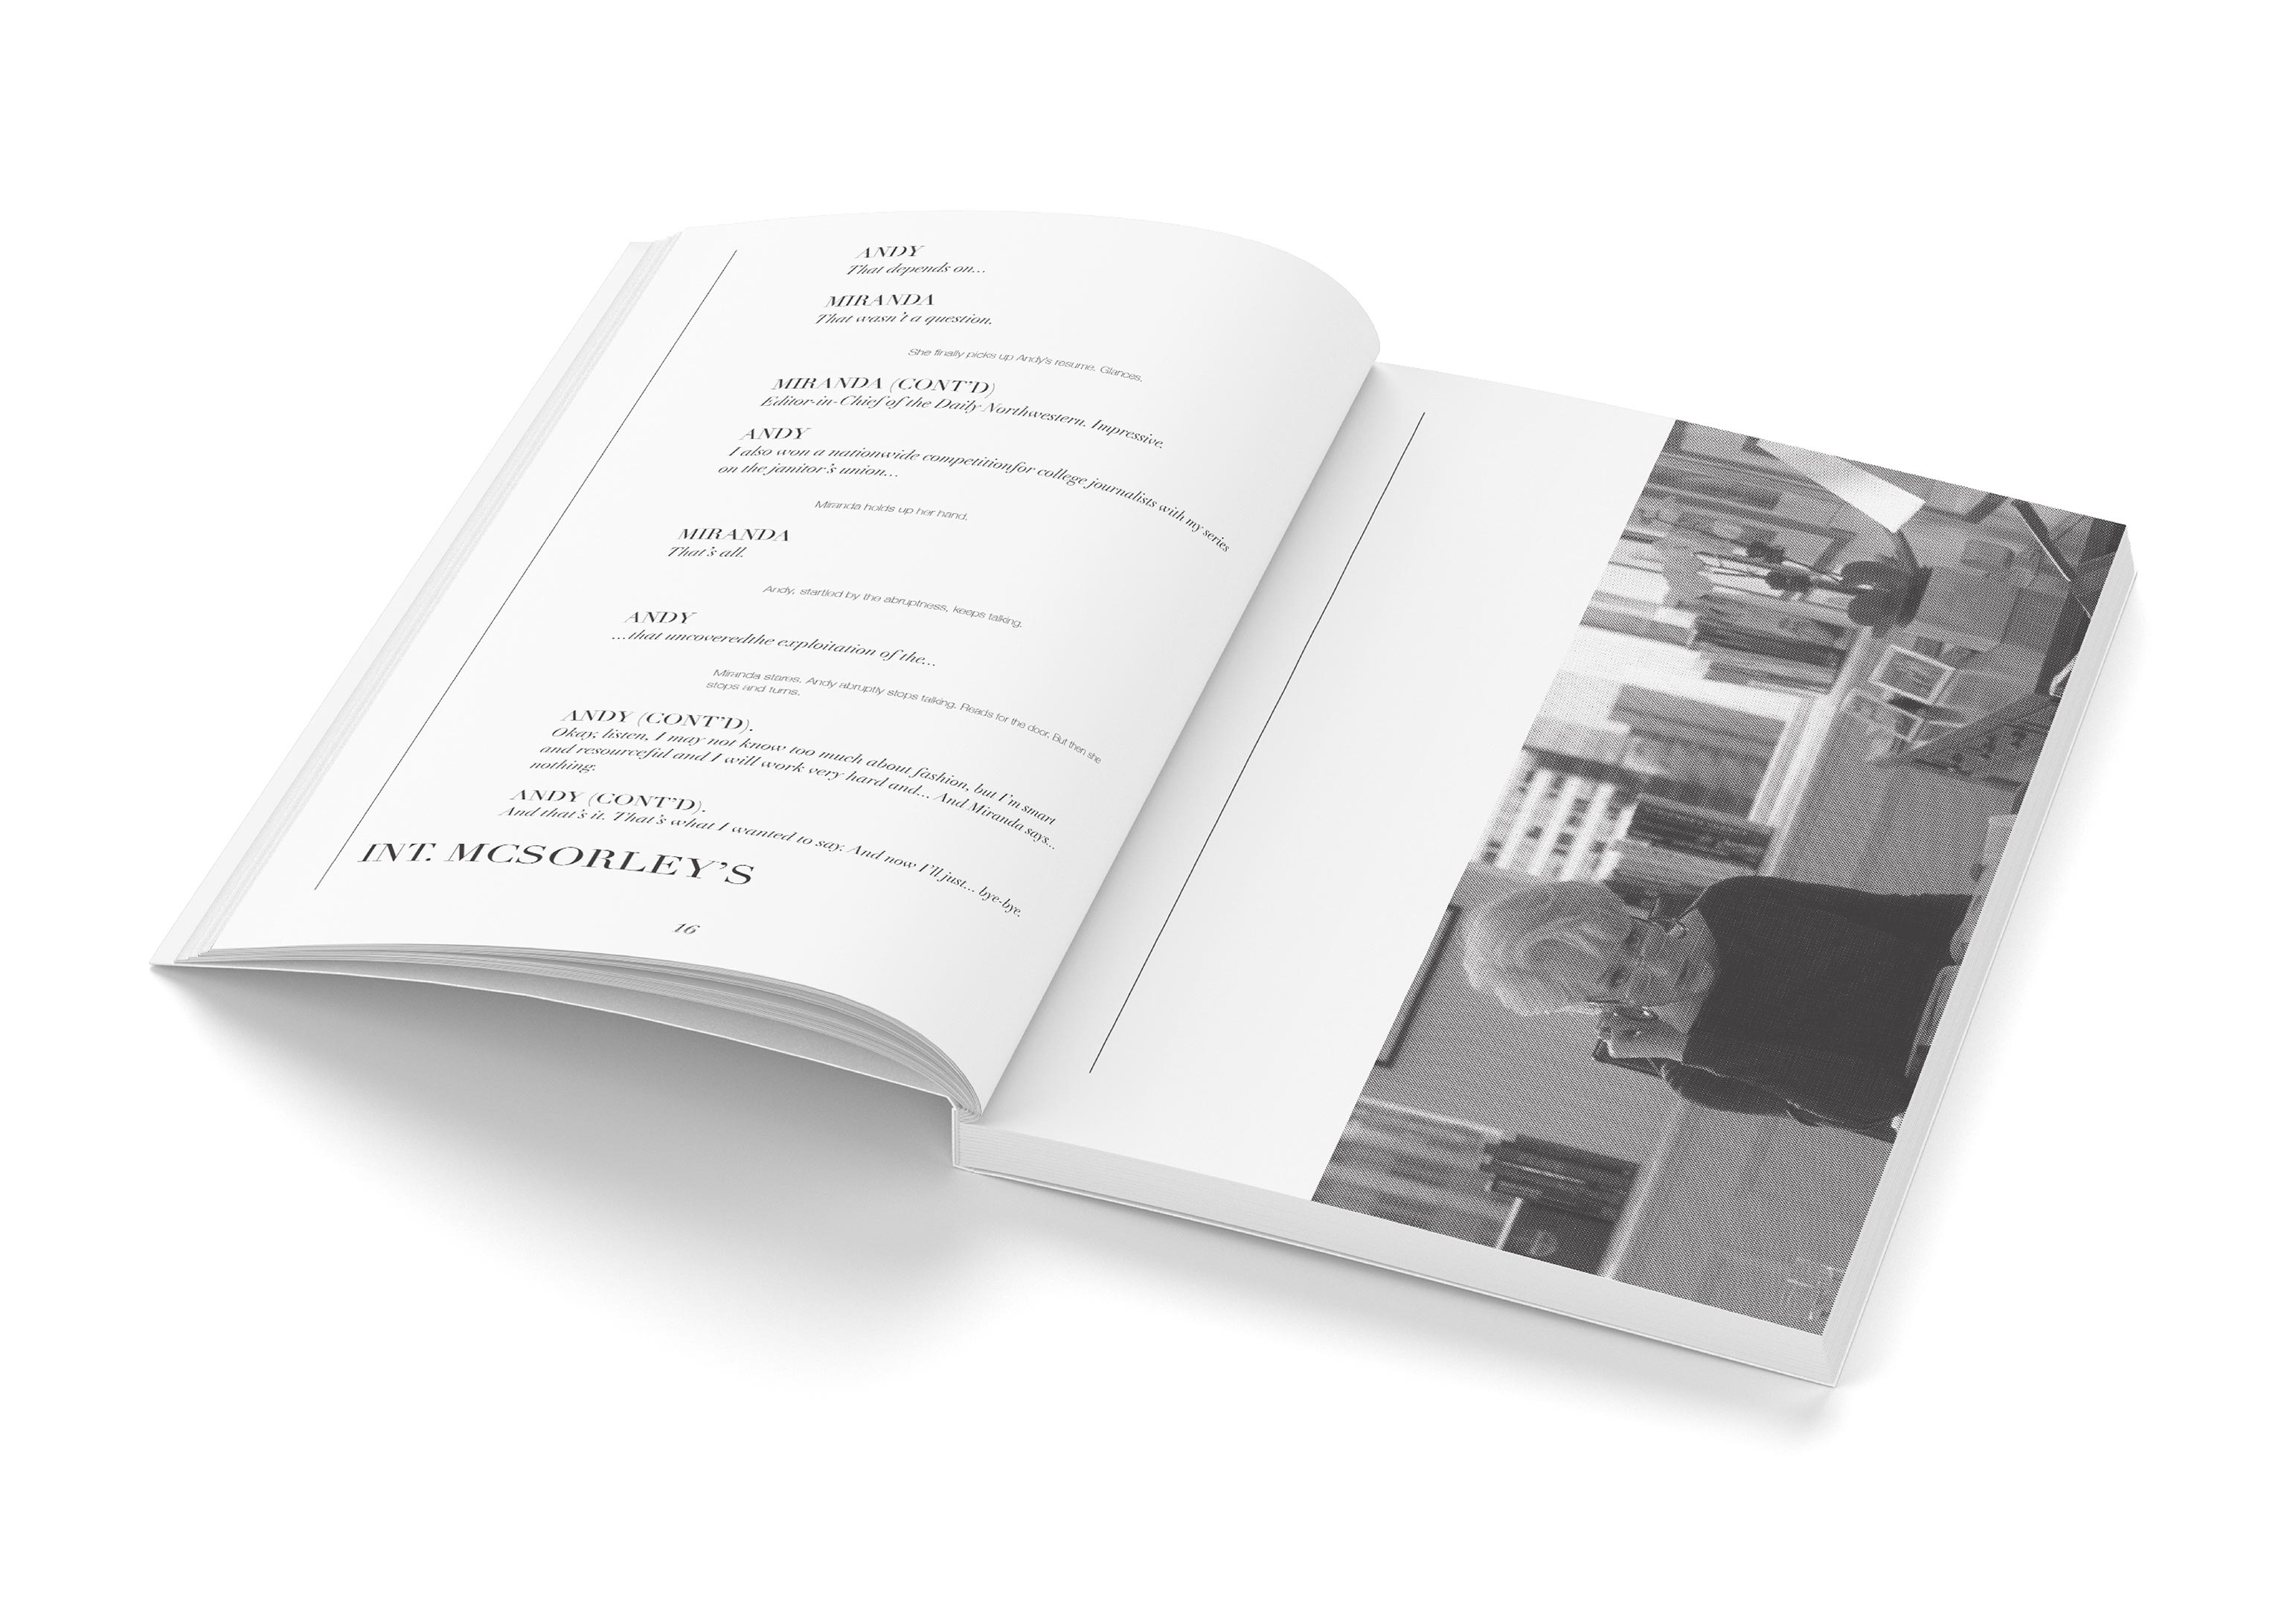 ANDY
That depends on...
MIRANDA
That wasn't a question.
She finally picks up Andy's resume. Glances.
MIRANDA (CONT'D)
Editor-in-Chief of the Daily Northwestern. Impressive.
ANDY
I also won a nationwide competitionfor college journalists with my series
on the janitor's union...
Miranda holds up her hand.
MIRANDA
That's all.
Andy, startled by the abruptness, keeps talking.
ANDY
...that uncoveredthe exploitation of the...
Miranda stares. Andy abruptly stops talking. Reads for the door. But then she
stops and turns.
ANDY (CONT'D).
Okay, listen, I may not know too much about fashion, but I'm smart
and resourceful and I will work very hard and... And Miranda says...
nothing.
ANDY (CONT'D).
And that's it. That's what I wanted to say. And now I'll just... bye-bye.
INT. MCSORLEY'S
16